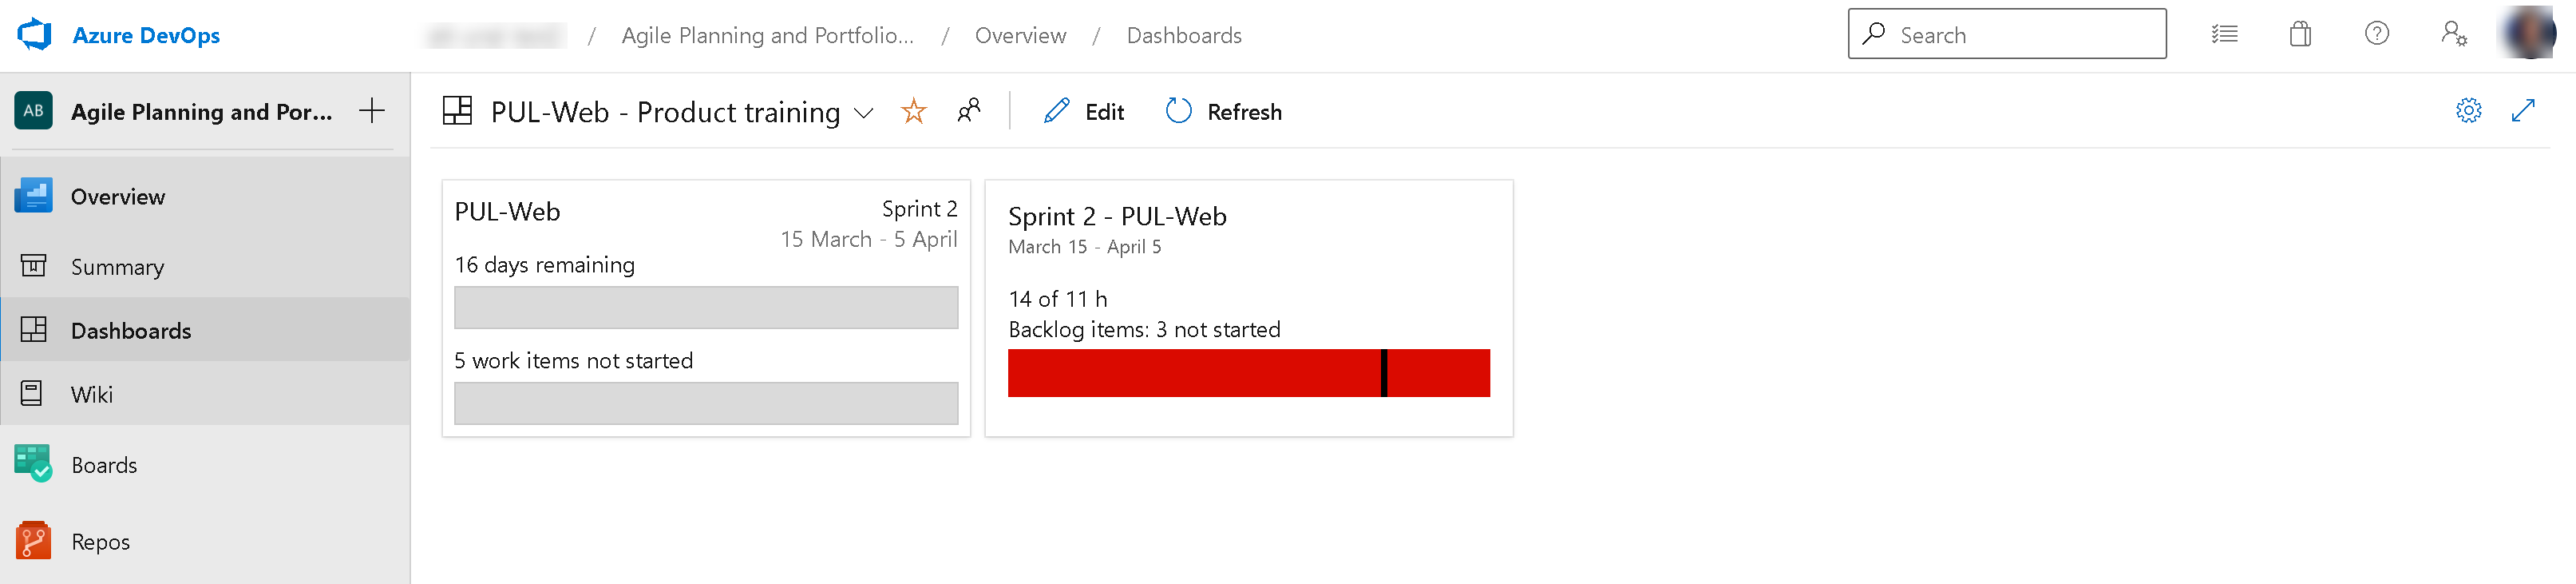 Azure DevOps
/ Agile Planning and Portfolio... / Overview / Dashboards
Search
AB Agile Planning and Por... +
Overview
Summary
Dashboards
Wiki
Boards
Repos
PUL-Web - Product training
Edit
Refresh
PUL-Web
Sprint 2
15 March - 5 April
16 days remaining
5 work items not started
Sprint 2 - PUL-Web
March 15 - April 5
14 of 11 h
Backlog items: 3 not started